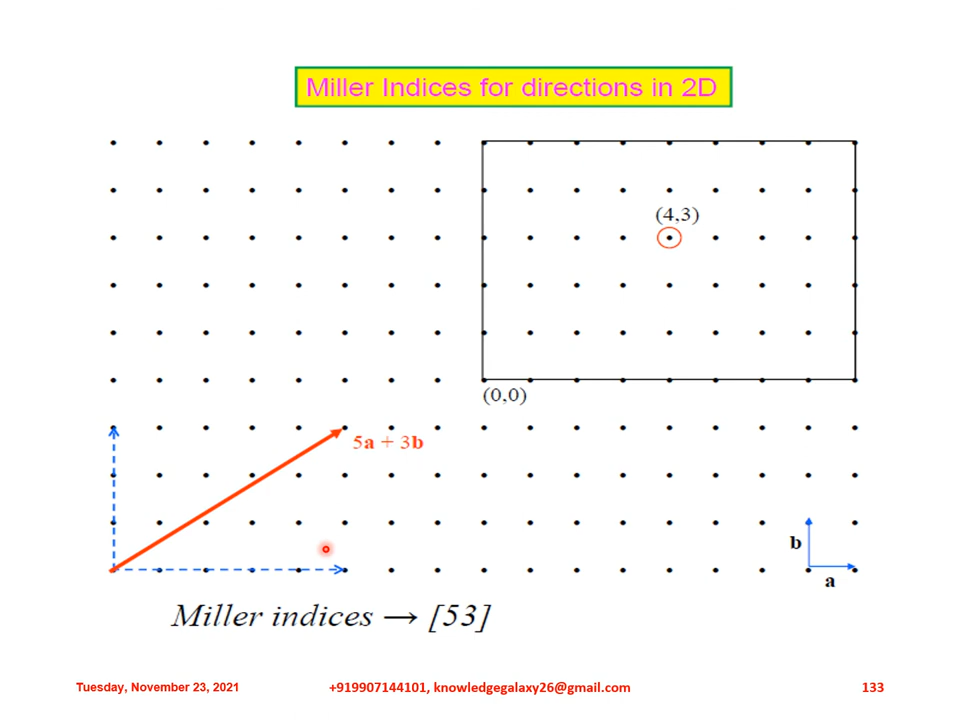 Miller Indices for directions in 2D
(4,3)
(0,0)
5a + 3b
b
a
Miller indices → [53]
Tuesday, November 23, 2021
+919907144101, knowledgegalaxy26@gmail.com
133